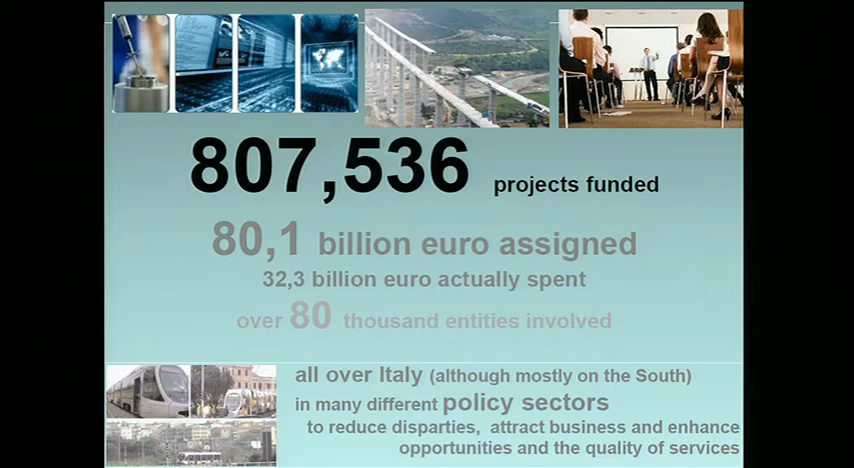 807,536 projects funded
80,1 billion euro assigned
32,3 billion euro actually spent
over 80 thousand entities involved
all over Italy (although mostly on the South)
in many different policy sectors
to reduce disparties, attract business and enhance
opportunities and the quality of services